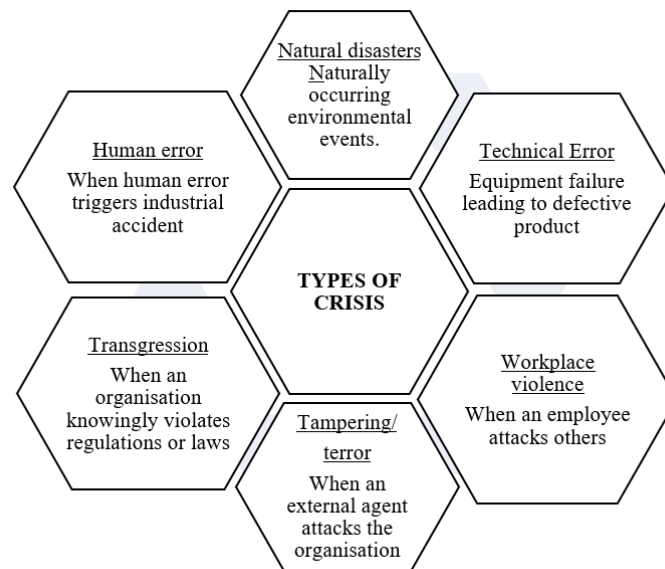 Natural disasters
Naturally
occurring
environmental
events.
Human error
When human error
triggers industrial
accident
Technical Error
Equipment failure
leading to defective
product
TYPES OF
CRISIS
Transgression
When an
organisation
knowingly violates
regulations or laws
Workplace
violence
When an employee
attacks others
Tampering/
terror
When an
external agent
attacks the
organisation